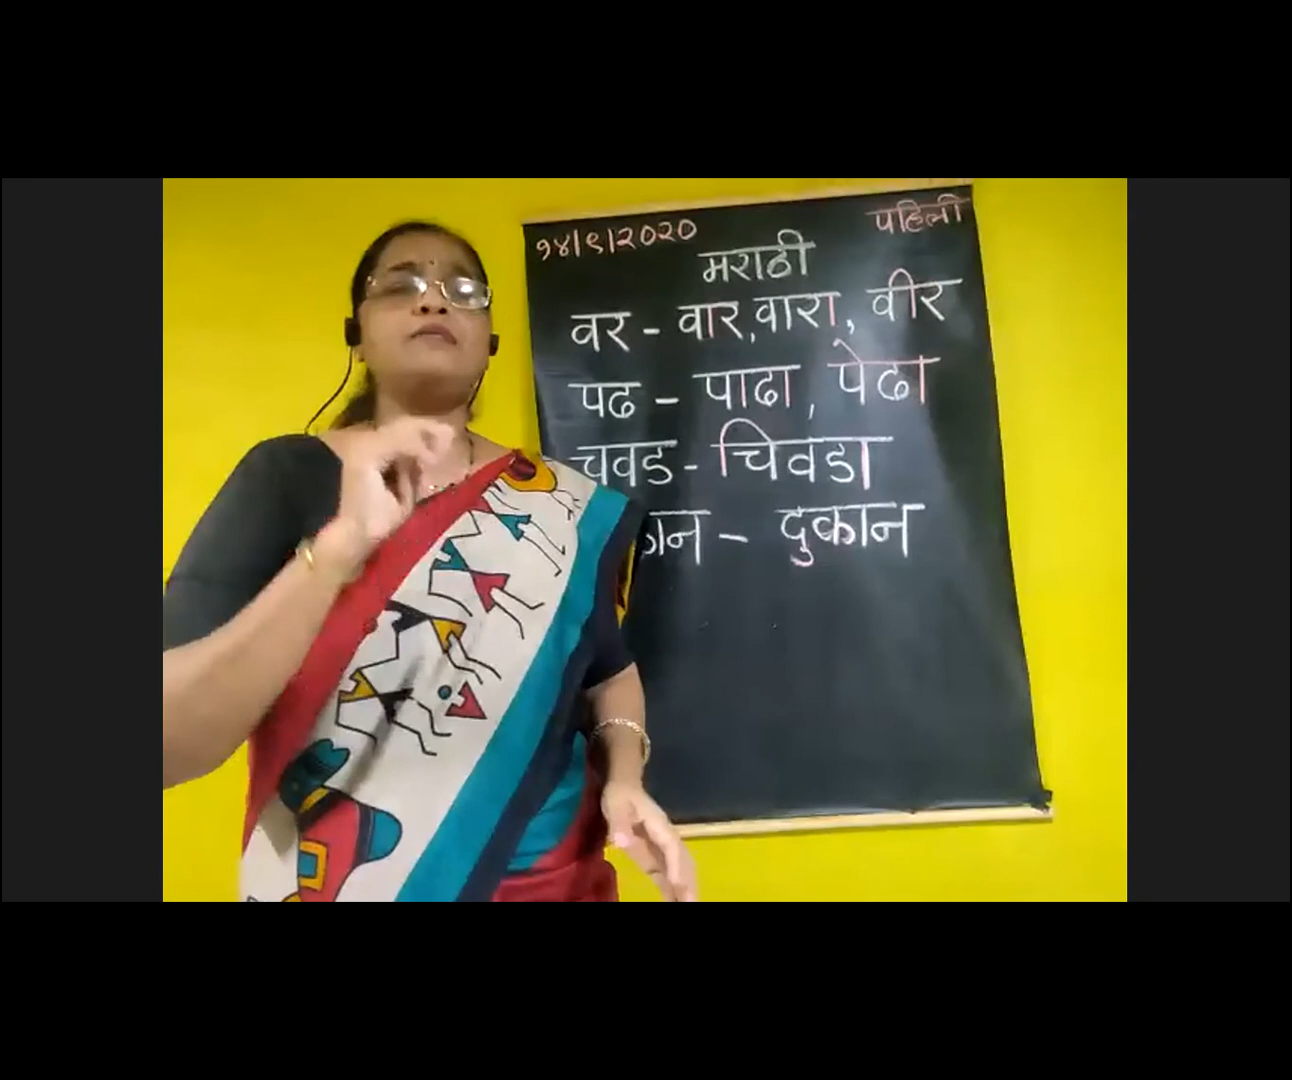 १४/९/२०२० पहिली
मराठी
वर - वार, वारा, वीर
पढ - पाढा, पेढा
चवड - चिवडा
- दुकान